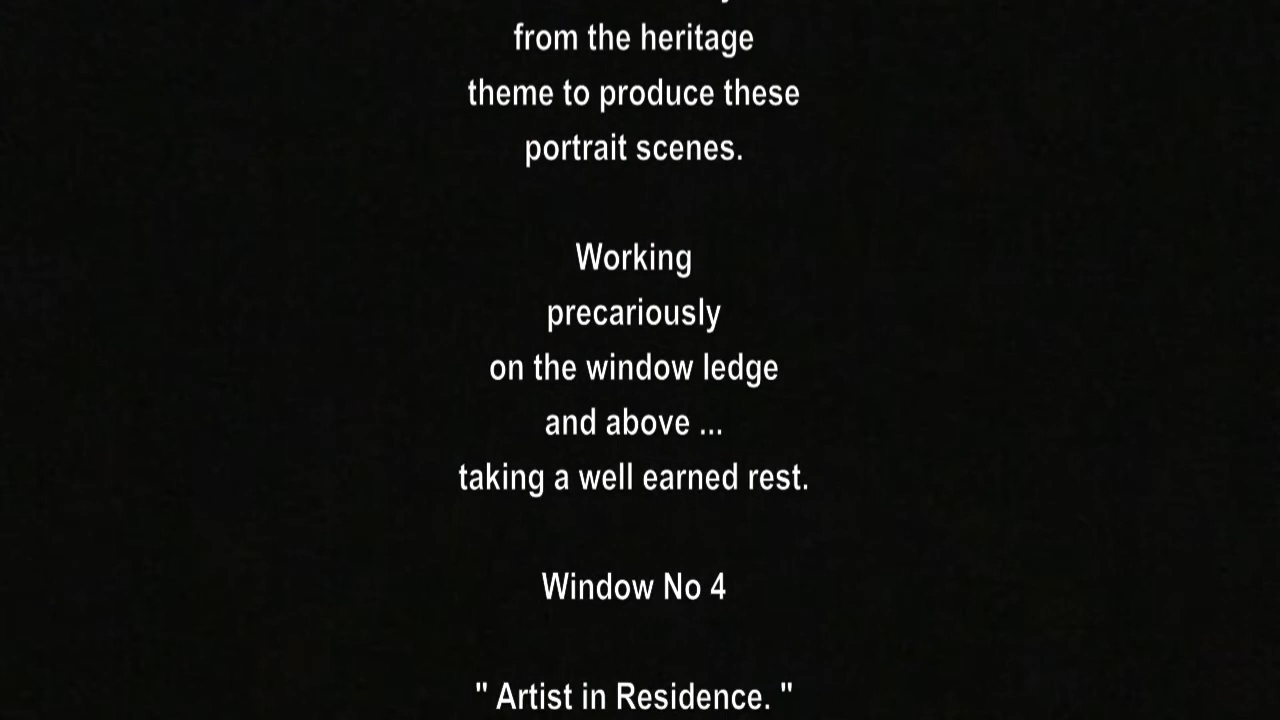 from the heritage
theme to produce these
portrait scenes.
Working
precariously
on the window ledge
and above ...
taking a well earned rest.
Window No 4
" Artist in Residence. "